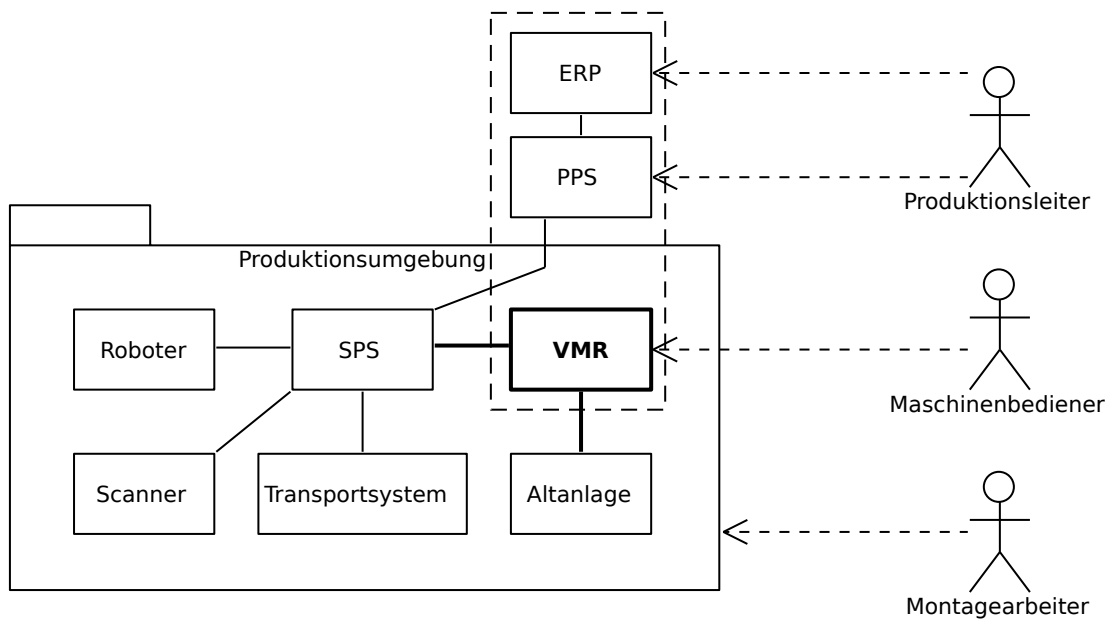 ERP
PPS
Produktionsleiter
Produktionsumgebung
Roboter
SPS
VMR
Maschinenbediener
Scanner
Transportsystem
Altanlage
Montagearbeiter